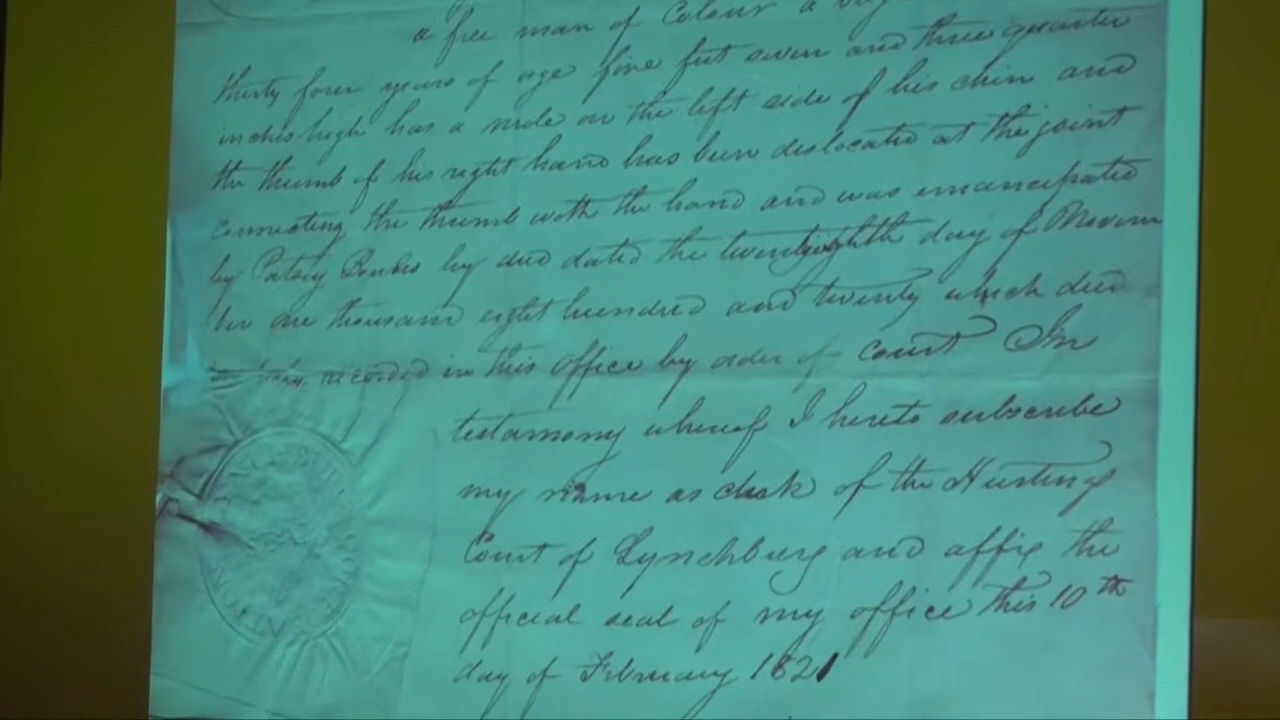 a free man of Colour a
thirty four years of age five feet seven and three quarter
inches high has a mole on the left side of his chin and
the thumb of his right hand has been dislocated at the joint
connecting the thumb with the hand and was emancipated
by deed dated the twenty eighth day of Novem
ber one thousand eight hundred and twenty which deed
recorded in this office by order of court In
testamony whereof I hereto subscribe
my name as clerk of the Hustings
Court of Lynchburg and affix the
official seal of my office this 10th
day of February 1821